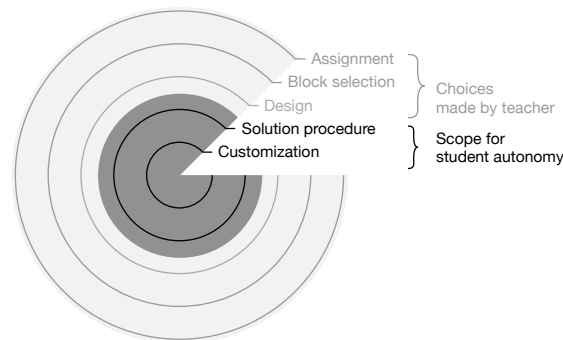 Assignment
Block selection
Design
Choices
made by teacher
Solution procedure
Customization
Scope for
student autonomy